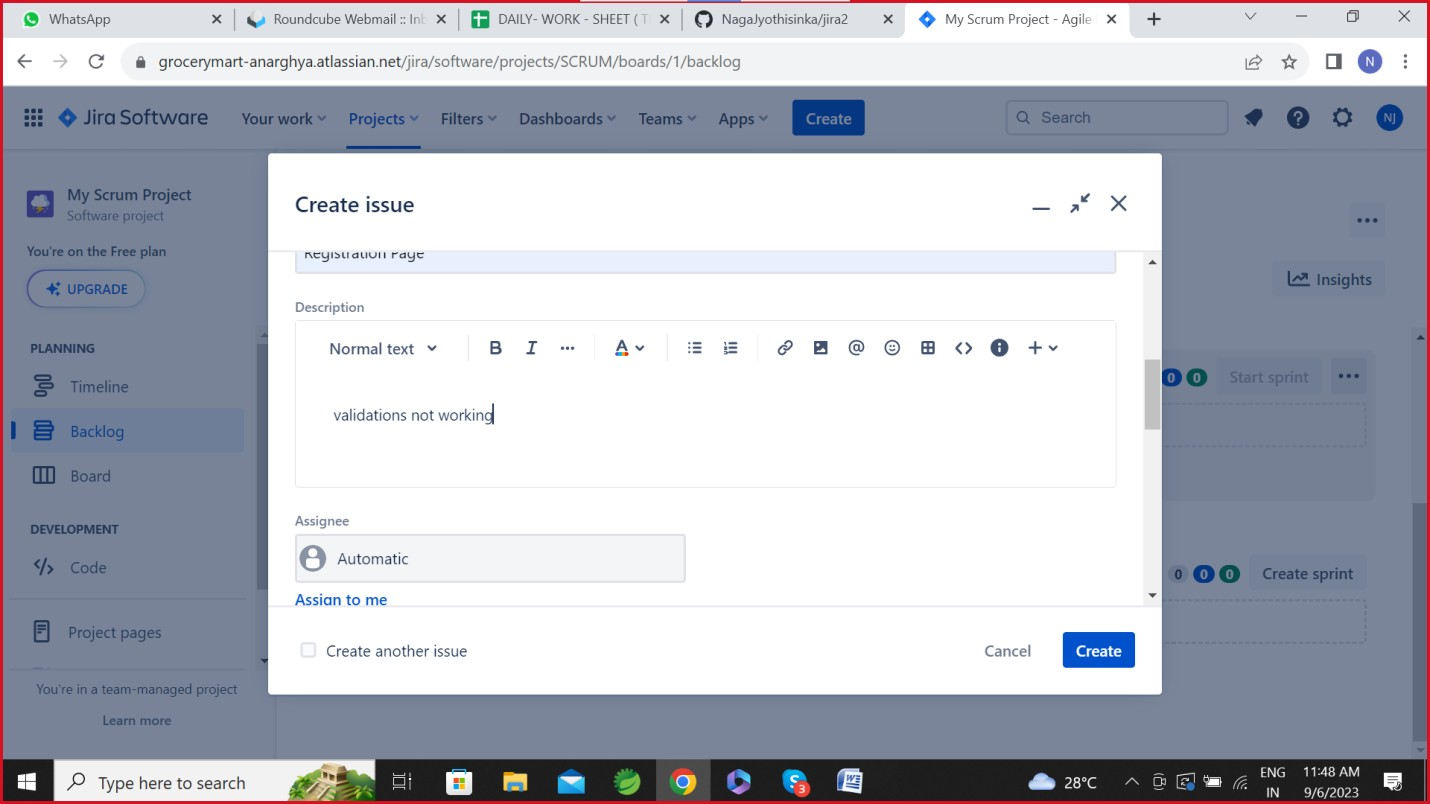 WhatsApp
Roundcube Webmail :: Inb
DAILY- WORK - SHEET ( T
NagaJyothisinka/jira2
My Scrum Project - Agile
grocerymart-anarghya.atlassian.net/jira/software/projects/SCRUM/boards/1/backlog
N
Jira Software
Your work
Projects
Filters
Dashboards
Teams
Apps
Create
Search
NJ
My Scrum Project
Software project
You're on the Free plan
UPGRADE
PLANNING
Timeline
Backlog
Board
DEVELOPMENT
Code
Project pages
You're in a team-managed project
Learn more
Create issue
Registration Page
Description
Normal text
B I A
validations not working
Assignee
Automatic
Assign to me
Create another issue
Cancel
Create
Insights
0 0 Start sprint
0 0 0 Create sprint
Type here to search
3
28°C
ENG
IN
11:48 AM
9/6/2023